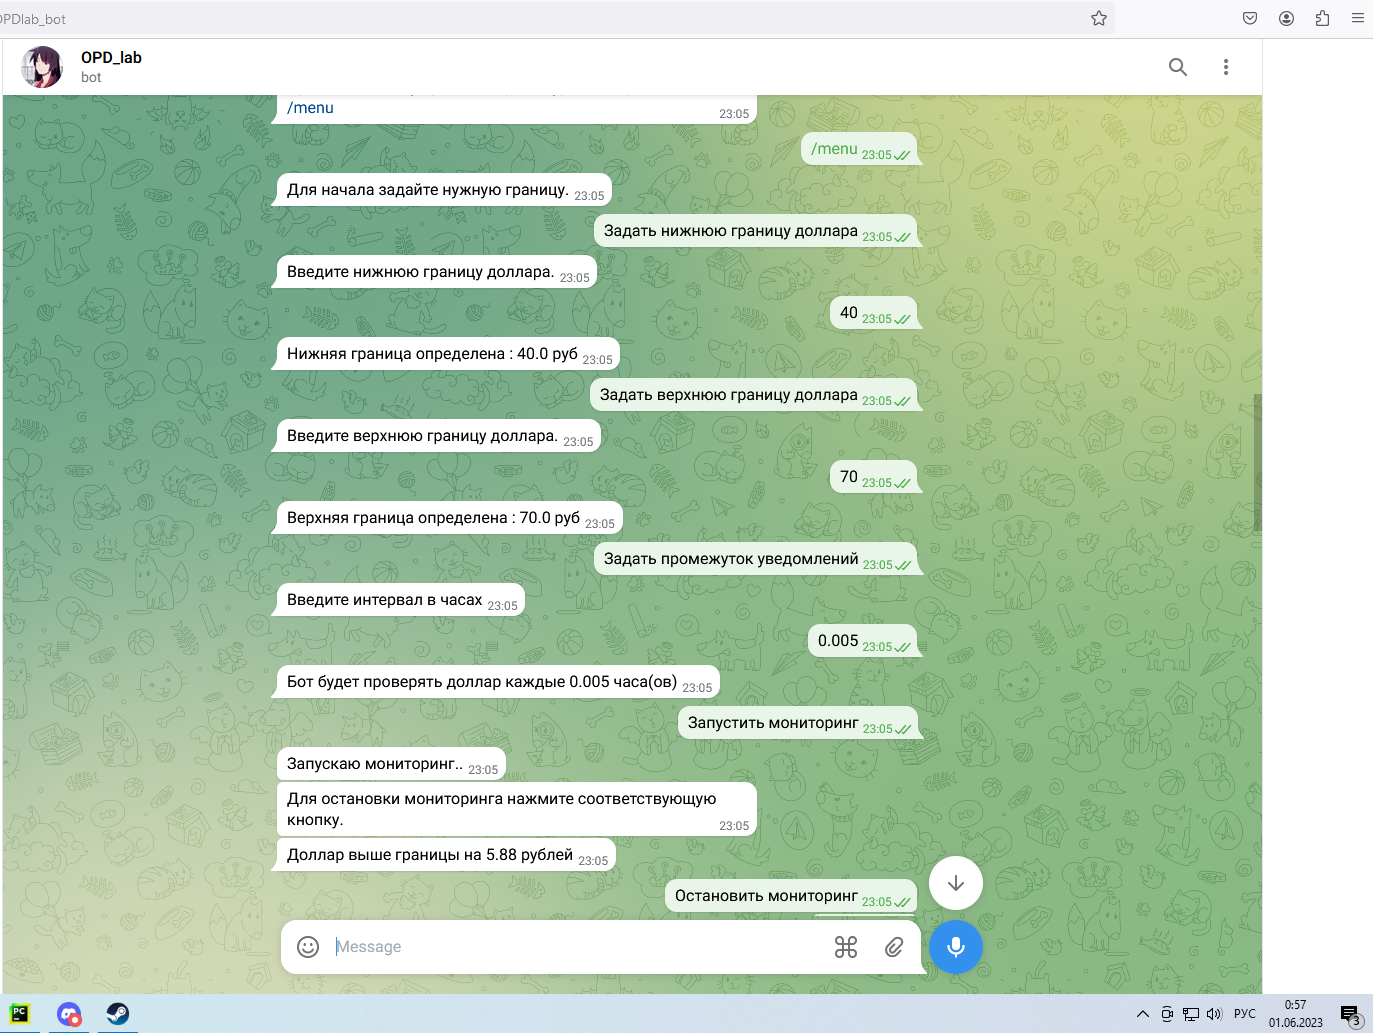 PDlab_bot
OPD_lab
bot
/menu
23:05
/menu 23:05
Для начала задайте нужную границу. 23:05
Задать нижнюю границу доллара 23:05
Введите нижнюю границу доллара. 23:05
40 23:05
Нижняя граница определена : 40.0 руб 23:05
Задать верхнюю границу доллара 23:05
Введите верхнюю границу доллара. 23:05
70 23:05
Верхняя граница определена : 70.0 руб 23:05
Задать промежуток уведомлений 23:05
Введите интервал в часах 23:05
0.005 23:05
Бот будет проверять доллар каждые 0.005 часа(ов) 23:05
Запустить мониторинг 23:05
Запускаю мониторинг.. 23:05
Для остановки мониторинга нажмите соответствующую
кнопку. 23:05
Доллар выше границы на 5.88 рублей 23:05
Остановить мониторинг 23:05
Message
PC
РУС
0:57
01.06.2023
3